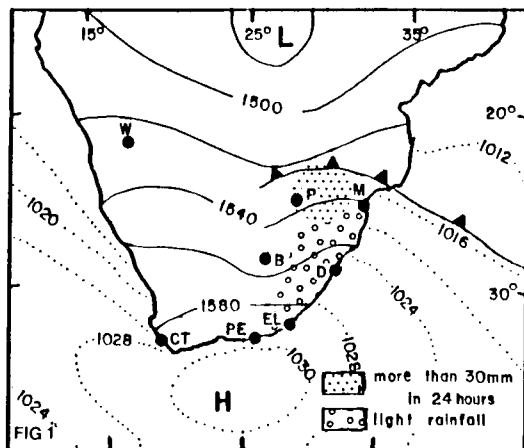 15° 25° L 35°
1500
20°
W
1012
1020
P
M
1540
1016
B
D
1580
1024
30°
EL
1028
CT
PE
1030
1028
H
1024
more than 30mm
in 24 hours
light rainfall
FIG 1